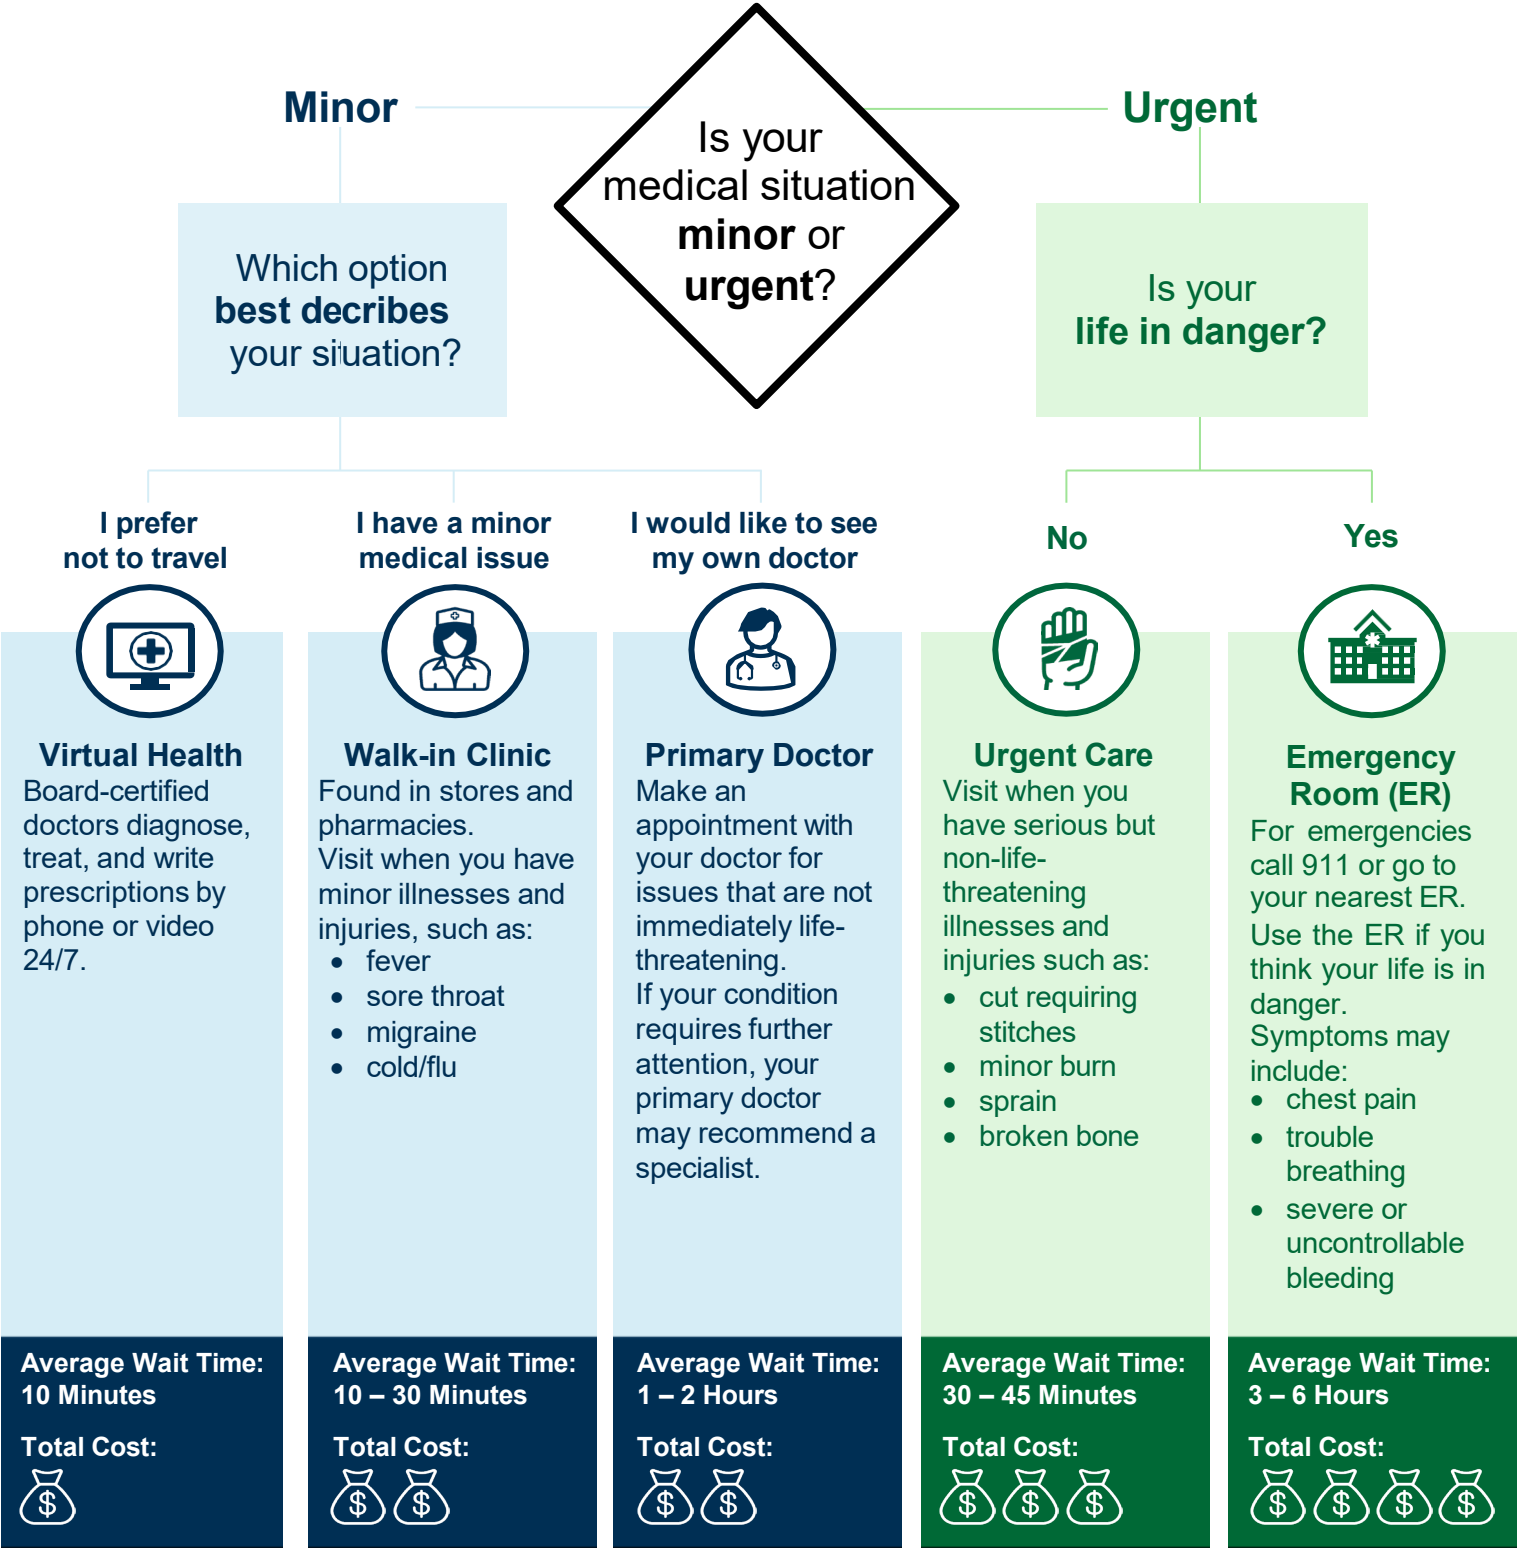 Minor
Is your
medical situation
minor or
urgent?
Urgent
Which option
best decribes
your situation?
Is your
life in danger?
I prefer
not to travel
I have a minor
medical issue
I would like to see
my own doctor
No
Yes
Virtual Health
Board-certified
doctors diagnose,
treat, and write
prescriptions by
phone or video
24/7.
Average Wait Time:
10 Minutes
Total Cost:
$
Walk-in Clinic
Found in stores and
pharmacies.
Visit when you have
minor illnesses and
injuries, such as:
• fever
• sore throat
• migraine
• cold/flu
Average Wait Time:
10 – 30 Minutes
Total Cost:
$ $
Primary Doctor
Make an
appointment with
your doctor for
issues that are not
immediately life-
threatening.
If your condition
requires further
attention, your
primary doctor
may recommend a
specialist.
Average Wait Time:
1 – 2 Hours
Total Cost:
$ $
Urgent Care
Visit when you
have serious but
non-life-
threatening
illnesses and
injuries such as:
• cut requiring
stitches
• minor burn
• sprain
• broken bone
Average Wait Time:
30 – 45 Minutes
Total Cost:
$ $ $
Emergency
Room (ER)
For emergencies
call 911 or go to
your nearest ER.
Use the ER if you
think your life is in
danger.
Symptoms may
include:
• chest pain
• trouble
breathing
• severe or
uncontrollable
bleeding
Average Wait Time:
3 – 6 Hours
Total Cost:
$ $ $ $